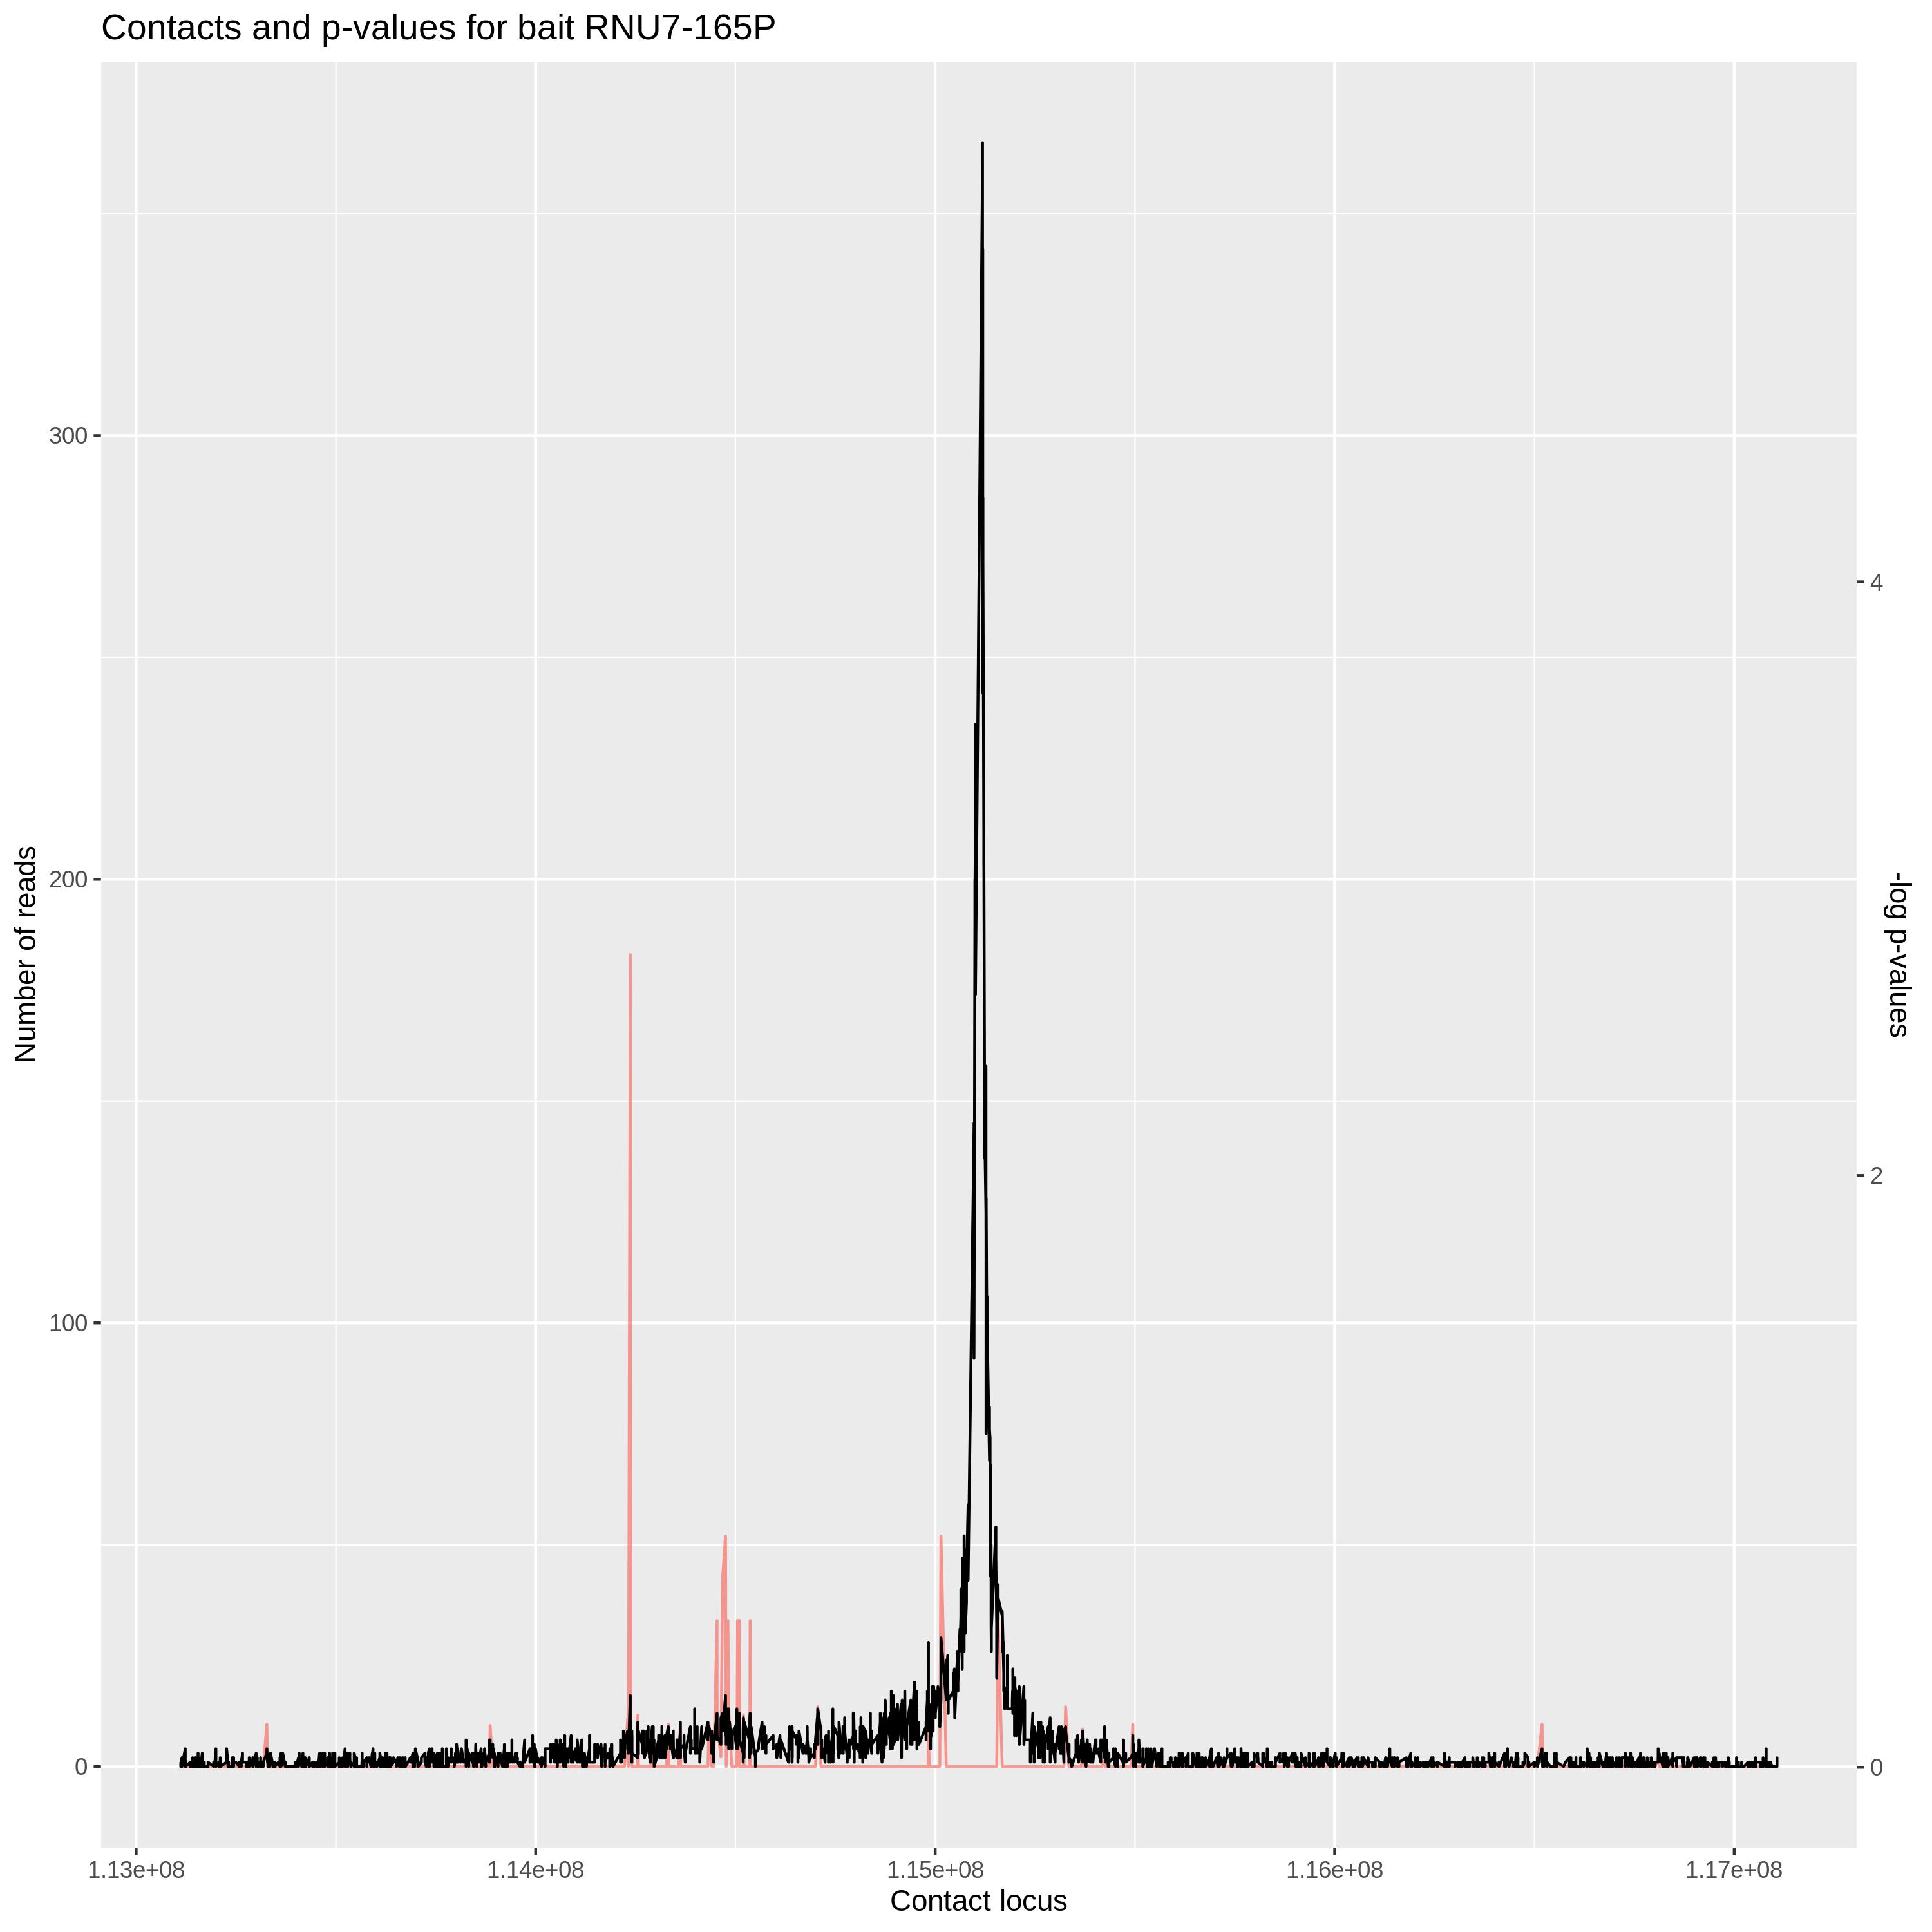 Contacts and p-values for bait RNU7-165P
300
200
100
0
Number of reads
4
2
0
-log p-values
1.13e+08
1.14e+08
1.15e+08
1.16e+08
1.17e+08
Contact locus